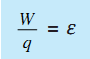 W/q = ε